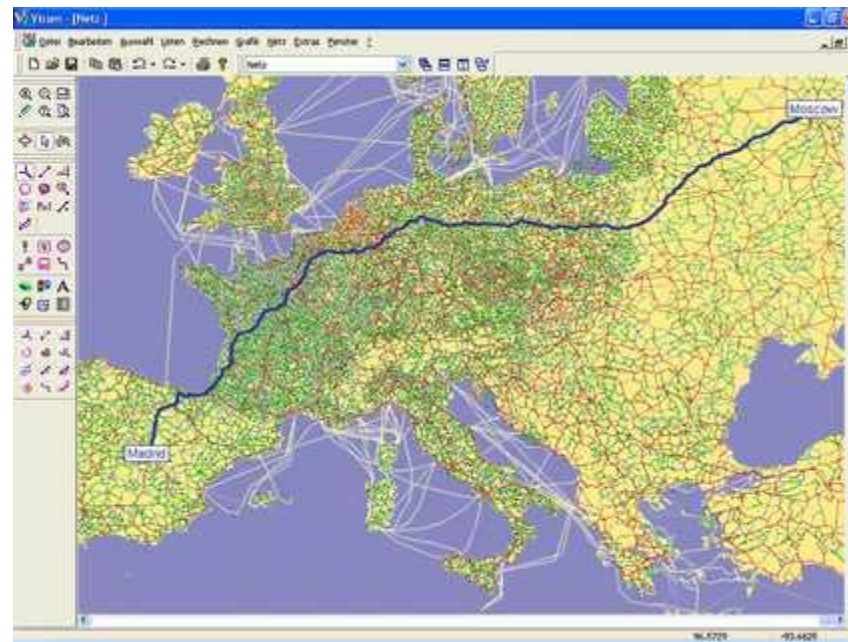 Visum - [Netz ]
Datei Bearbeiten Auswahl Listen Rechnen Grafik Netz Extras Fenster ?
Netz
Moscow
Madrid